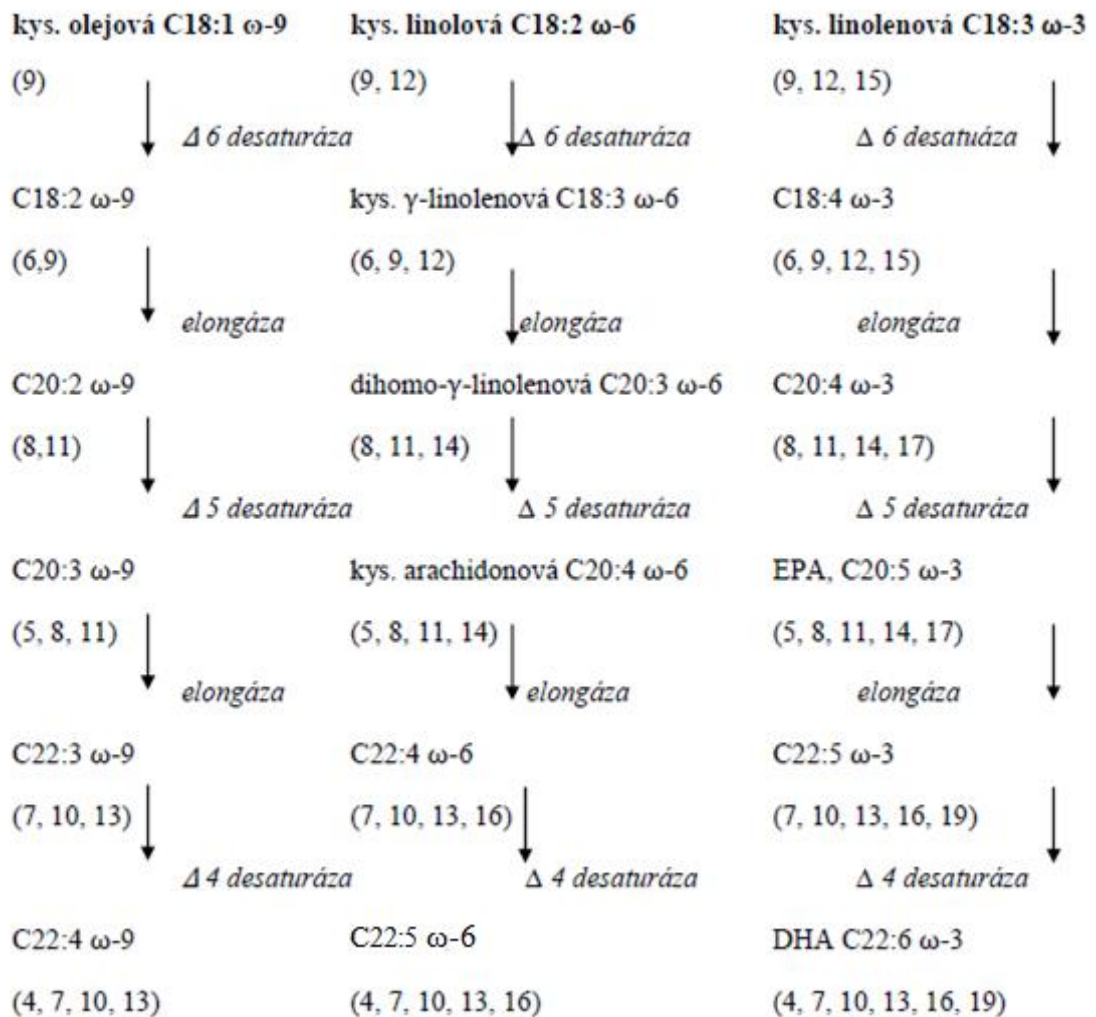 kys. olejová C18:1 ω-9 kys. linolová C18:2 ω-6 kys. linolenová C18:3 ω-3
(9) (9, 12) (9, 12, 15)
Δ 6 desaturáza Δ 6 desaturáza Δ 6 desatuáza
C18:2 ω-9 kys. γ-linolenová C18:3 ω-6 C18:4 ω-3
(6,9) (6, 9, 12) (6, 9, 12, 15)
elongáza elongáza elongáza
C20:2 ω-9 dihomo-γ-linolenová C20:3 ω-6 C20:4 ω-3
(8,11) (8, 11, 14) (8, 11, 14, 17)
Δ 5 desaturáza Δ 5 desaturáza Δ 5 desaturáza
C20:3 ω-9 kys. arachidonová C20:4 ω-6 EPA, C20:5 ω-3
(5, 8, 11) (5, 8, 11, 14) (5, 8, 11, 14, 17)
elongáza elongáza elongáza
C22:3 ω-9 C22:4 ω-6 C22:5 ω-3
(7, 10, 13) (7, 10, 13, 16) (7, 10, 13, 16, 19)
Δ 4 desaturáza Δ 4 desaturáza Δ 4 desaturáza
C22:4 ω-9 C22:5 ω-6 DHA C22:6 ω-3
(4, 7, 10, 13) (4, 7, 10, 13, 16) (4, 7, 10, 13, 16, 19)